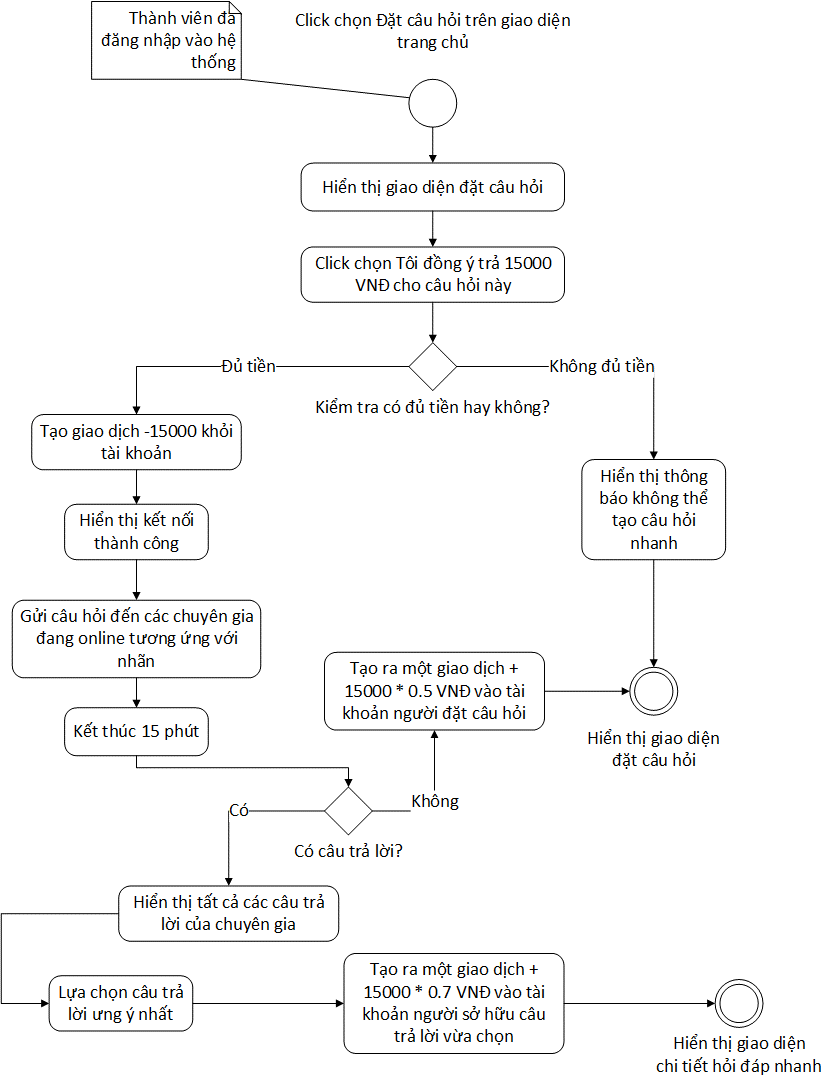 Thành viên đã
đăng nhập vào hệ
thống
Click chọn Đặt câu hỏi trên giao diện
trang chủ
Hiển thị giao diện đặt câu hỏi
Click chọn Tôi đồng ý trả 15000
VNĐ cho câu hỏi này
Đủ tiền
Không đủ tiền
Kiểm tra có đủ tiền hay không?
Tạo giao dịch -15000 khỏi
tài khoản
Hiển thị thông
báo không thể
tạo câu hỏi
nhanh
Hiển thị kết nối
thành công
Gửi câu hỏi đến các chuyên gia
đang online tương ứng với
nhãn
Tạo ra một giao dịch +
15000 * 0.5 VNĐ vào tài
khoản người đặt câu hỏi
Kết thúc 15 phút
Hiển thị giao diện
đặt câu hỏi
Có
Không
Có câu trả lời?
Hiển thị tất cả các câu trả
lời của chuyên gia
Lựa chọn câu trả
lời ưng ý nhất
Tạo ra một giao dịch +
15000 * 0.7 VNĐ vào tài
khoản người sở hữu câu
trả lời vừa chọn
Hiển thị giao diện
chi tiết hỏi đáp nhanh